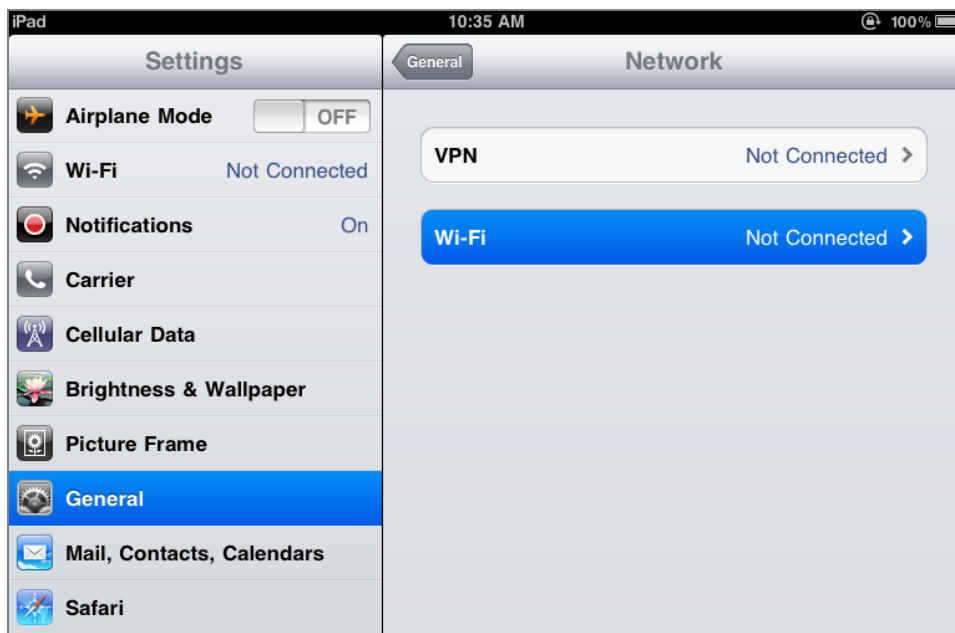 iPad 10:35 AM 100%
Settings
General Network
Airplane Mode OFF
Wi-Fi Not Connected
Notifications On
Carrier
Cellular Data
Brightness & Wallpaper
Picture Frame
General
Mail, Contacts, Calendars
Safari
VPN Not Connected
Wi-Fi Not Connected